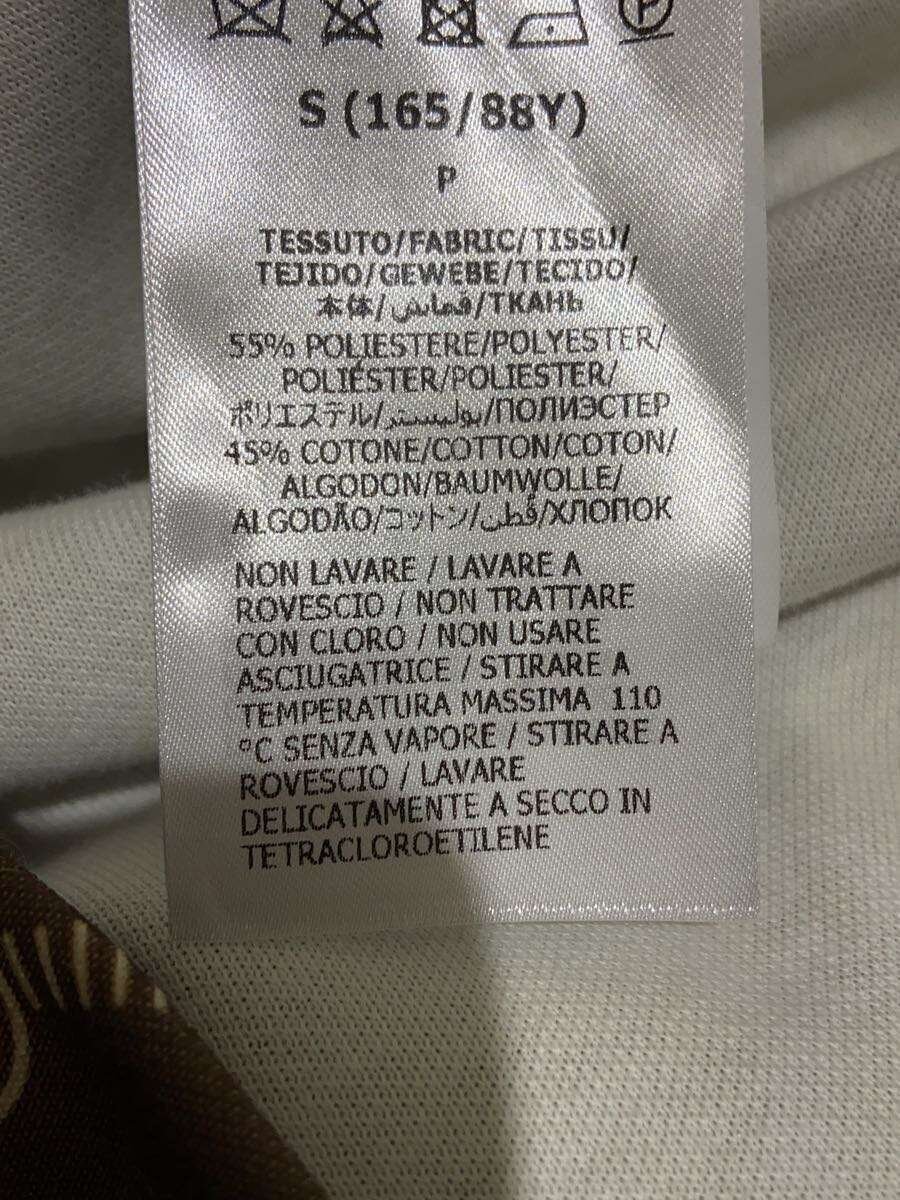 S (165/88Y)
P
TESSUTO/FABRIC/TISSU/
TEJIDO/GEWEBE/TECIDO/
本体/قماش/ТКАНЬ
55% POLIESTERE/POLYESTER/
POLIÉSTER/POLIESTER/
ポリエステル/بوليستر/ПОЛИЭСТЕР
45% COTONE/COTTON/COTON/
ALGODON/BAUMWOLLE/
ALGODÃO/コットン/قُطن/ХЛОПОК
NON LAVARE / LAVARE A
ROVESCIO / NON TRATTARE
CON CLORO / NON USARE
ASCIUGATRICE / STIRARE A
TEMPERATURA MASSIMA 110
°C SENZA VAPORE / STIRARE A
ROVESCIO / LAVARE
DELICATAMENTE A SECCO IN
TETRACLOROETILENE